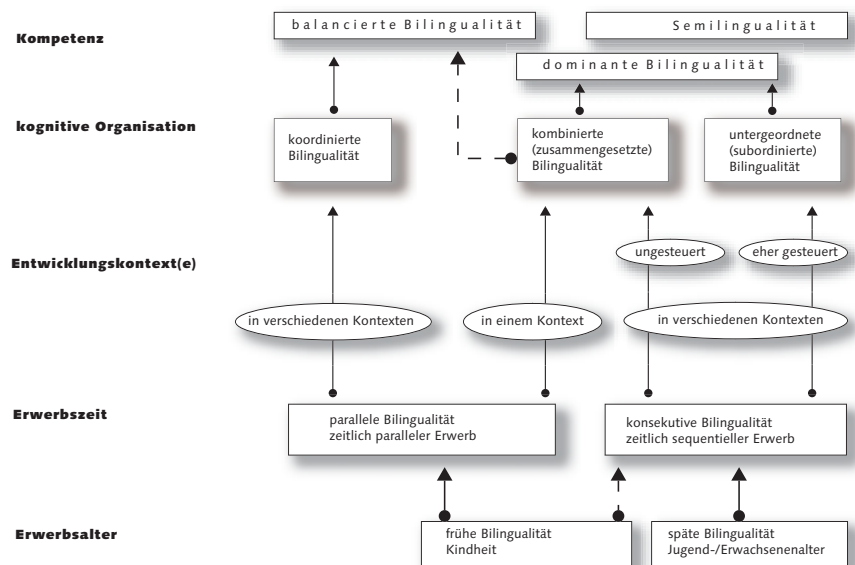 balancierte Bilingualität
Semilingualität
Kompetenz
dominante Bilingualität
kognitive Organisation
koordinierte
Bilingualität
kombinierte
(zusammengesetzte)
Bilingualität
untergeordnete
(subordinierte)
Bilingualität
ungesteuert
eher gesteuert
Entwicklungskontext(e)
in verschiedenen Kontexten
in einem Kontext
in verschiedenen Kontexten
Erwerbszeit
parallele Bilingualität
zeitlich paralleler Erwerb
konsekutive Bilingualität
zeitlich sequentieller Erwerb
Erwerbsalter
frühe Bilingualität
Kindheit
späte Bilingualität
Jugend-/Erwachsenenalter